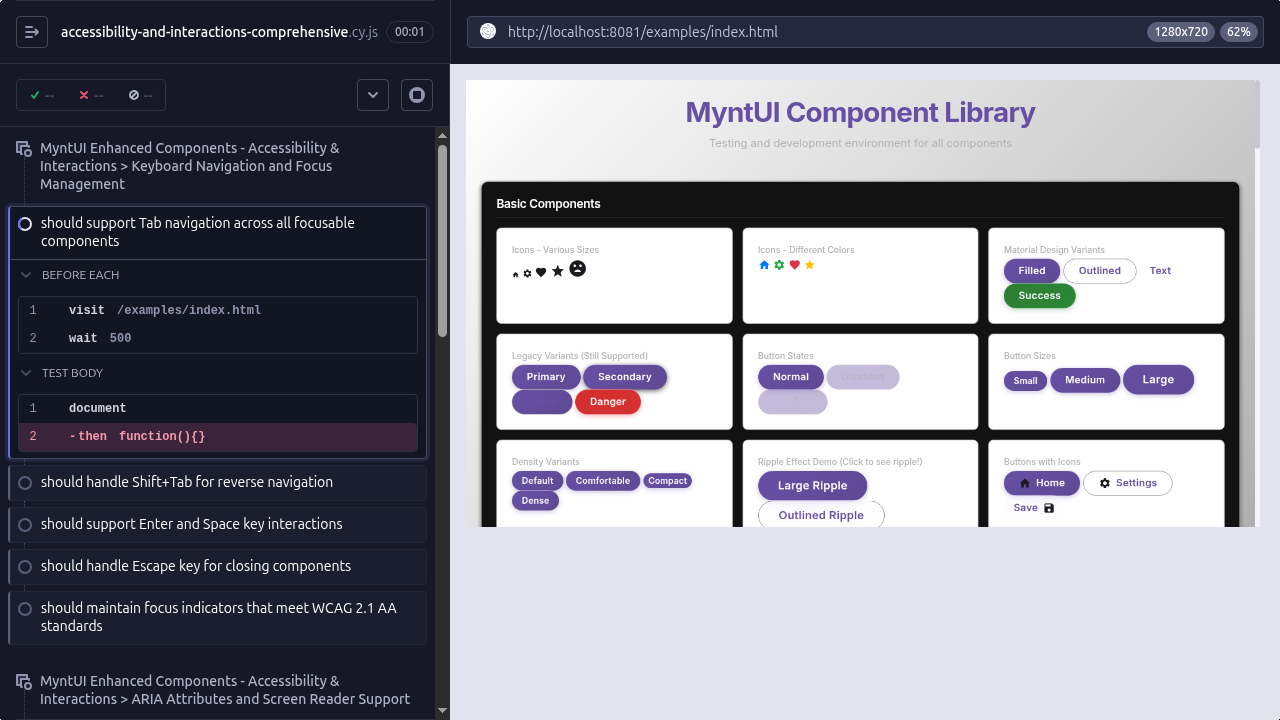 accessibility-and-interactions-comprehensive.cy.js
00:01
http://localhost:8081/examples/index.html
1280x720
62%
--
--
--
MyntUI Enhanced Components - Accessibility &
Interactions > Keyboard Navigation and Focus
Management
should support Tab navigation across all focusable
components
BEFORE EACH
1 visit /examples/index.html
2 wait 500
TEST BODY
1 document
2 -then function(){}
should handle Shift+Tab for reverse navigation
should support Enter and Space key interactions
should handle Escape key for closing components
should maintain focus indicators that meet WCAG 2.1 AA
standards
MyntUI Enhanced Components - Accessibility &
Interactions > ARIA Attributes and Screen Reader Support
MyntUI Component Library
Testing and development environment for all components
Basic Components
Icons - Various Sizes
Icons - Different Colors
Material Design Variants
Filled Outlined Text
Success
Legacy Variants (Still Supported)
Primary Secondary
Danger
Button States
Normal Disabled
Button Sizes
Small Medium Large
Density Variants
Default Comfortable Compact
Dense
Ripple Effect Demo (Click to see ripple!)
Large Ripple
Outlined Ripple
Buttons with Icons
Home Settings
Save